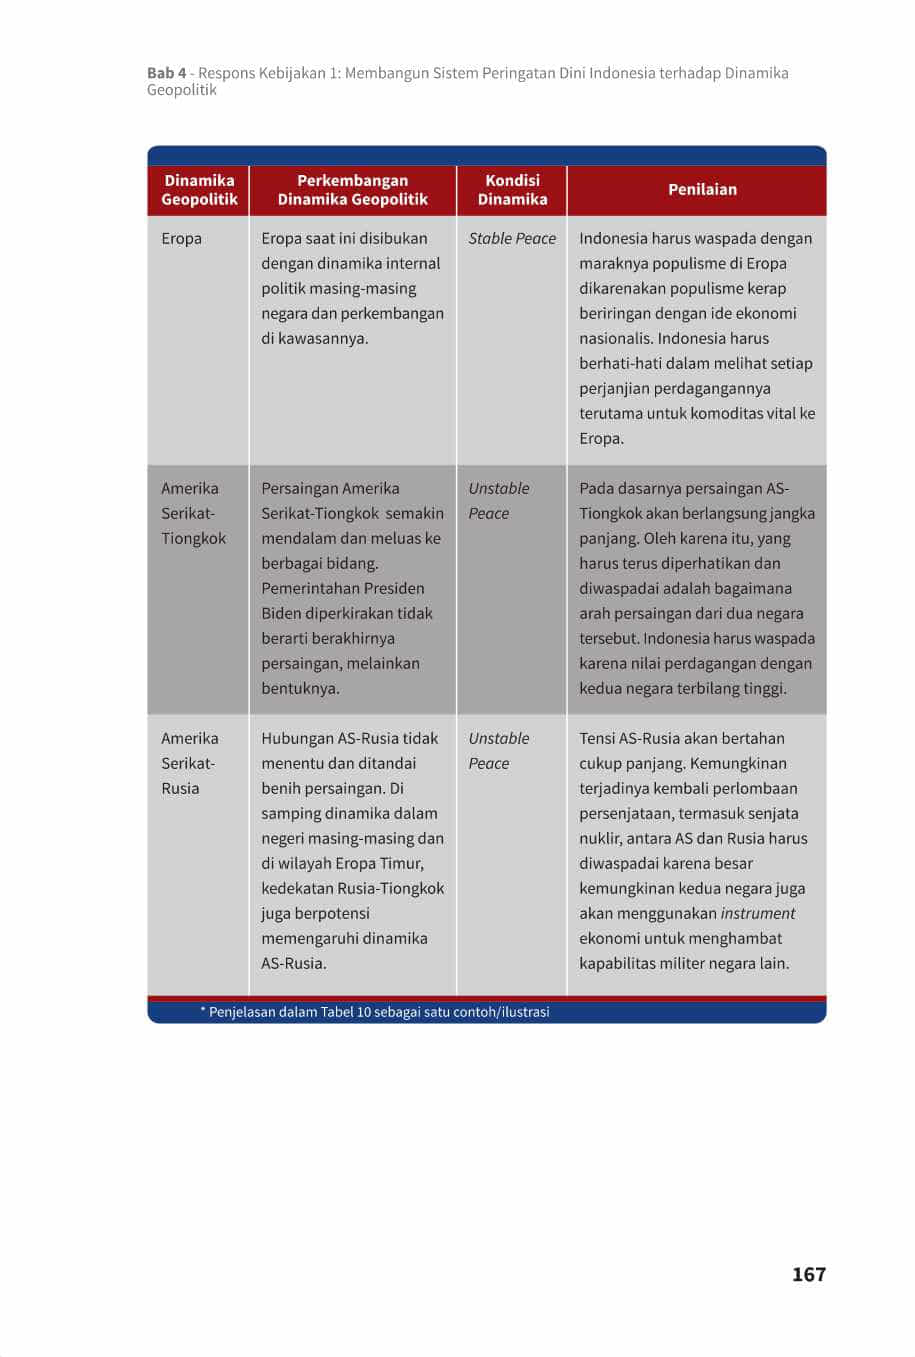 Bab 4 - Respons Kebijakan 1: Membangun Sistem Peringatan Dini Indonesia terhadap Dinamika
Geopolitik
Dinamika
Geopolitik
Perkembangan
Dinamika Geopolitik
Kondisi
Dinamika
Penilaian
Eropa
Eropa saat ini disibukan
dengan dinamika internal
politik masing-masing
negara dan perkembangan
di kawasannya.
Stable Peace
Indonesia harus waspada dengan
maraknya populisme di Eropa
dikarenakan populisme kerap
beriringan dengan ide ekonomi
nasionalis. Indonesia harus
berhati-hati dalam melihat setiap
perjanjian perdagangannya
terutama untuk komoditas vital ke
Eropa.
Amerika
Serikat-
Tiongkok
Persaingan Amerika
Serikat-Tiongkok semakin
mendalam dan meluas ke
berbagai bidang.
Pemerintahan Presiden
Biden diperkirakan tidak
berarti berakhirnya
persaingan, melainkan
bentuknya.
Unstable
Peace
Pada dasarnya persaingan AS-
Tiongkok akan berlangsung jangka
panjang. Oleh karena itu, yang
harus terus diperhatikan dan
diwaspadai adalah bagaimana
arah persaingan dari dua negara
tersebut. Indonesia harus waspada
karena nilai perdagangan dengan
kedua negara terbilang tinggi.
Amerika
Serikat-
Rusia
Hubungan AS-Rusia tidak
menentu dan ditandai
benih persaingan. Di
samping dinamika dalam
negeri masing-masing dan
di wilayah Eropa Timur,
kedekatan Rusia-Tiongkok
juga berpotensi
memengaruhi dinamika
AS-Rusia.
Unstable
Peace
Tensi AS-Rusia akan bertahan
cukup panjang. Kemungkinan
terjadinya kembali perlombaan
persenjataan, termasuk senjata
nuklir, antara AS dan Rusia harus
diwaspadai karena besar
kemungkinan kedua negara juga
akan menggunakan instrument
ekonomi untuk menghambat
kapabilitas militer negara lain.
* Penjelasan dalam Tabel 10 sebagai satu contoh/ilustrasi
167